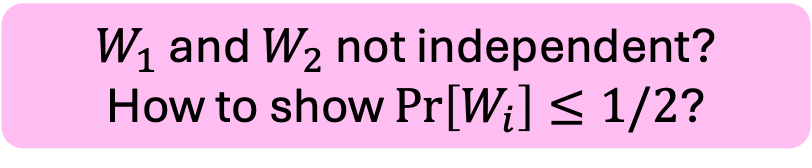 W₁ and W₂ not independent?
How to show Pr[Wᵢ] ≤ 1/2?